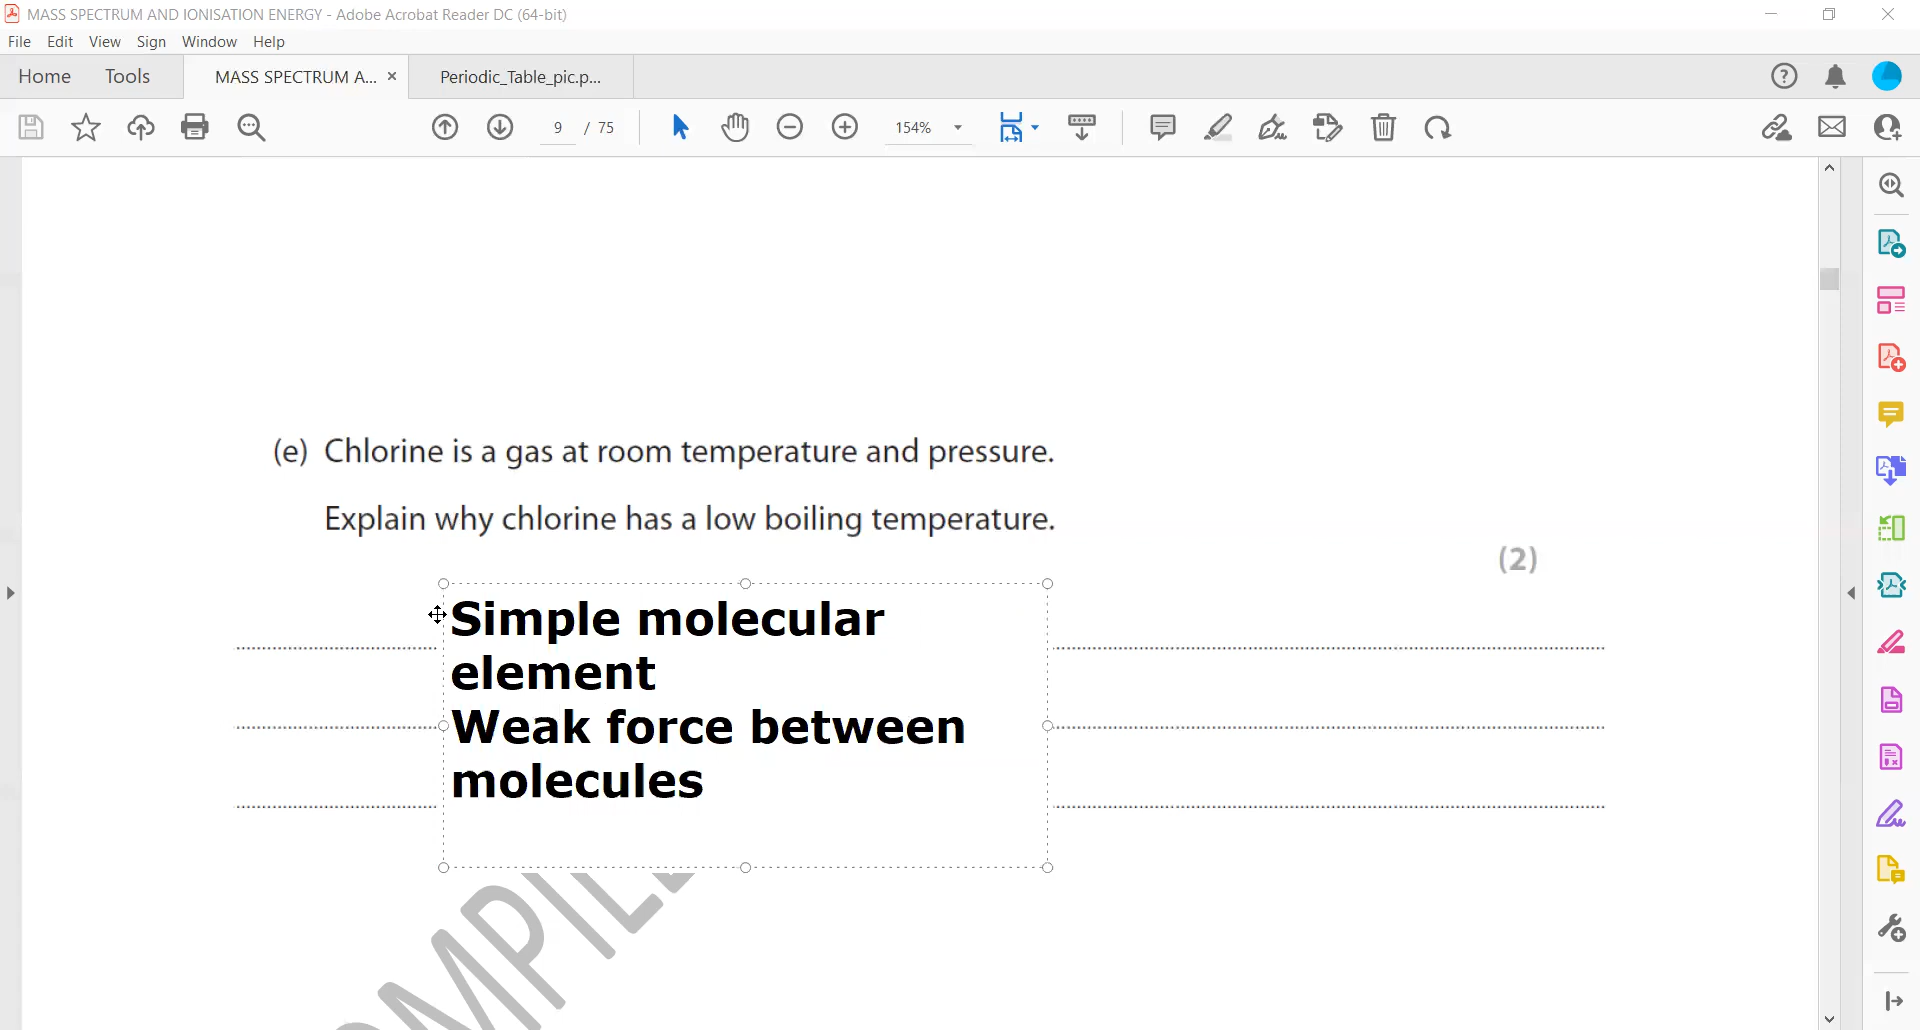 MASS SPECTRUM AND IONISATION ENERGY - Adobe Acrobat Reader DC (64-bit)
File Edit View Sign Window Help
Home Tools MASS SPECTRUM A... × Periodic_Table_pic.p...
9 / 75 154%
(e) Chlorine is a gas at room temperature and pressure.
Explain why chlorine has a low boiling temperature.
(2)
Simple molecular
element
Weak force between
molecules